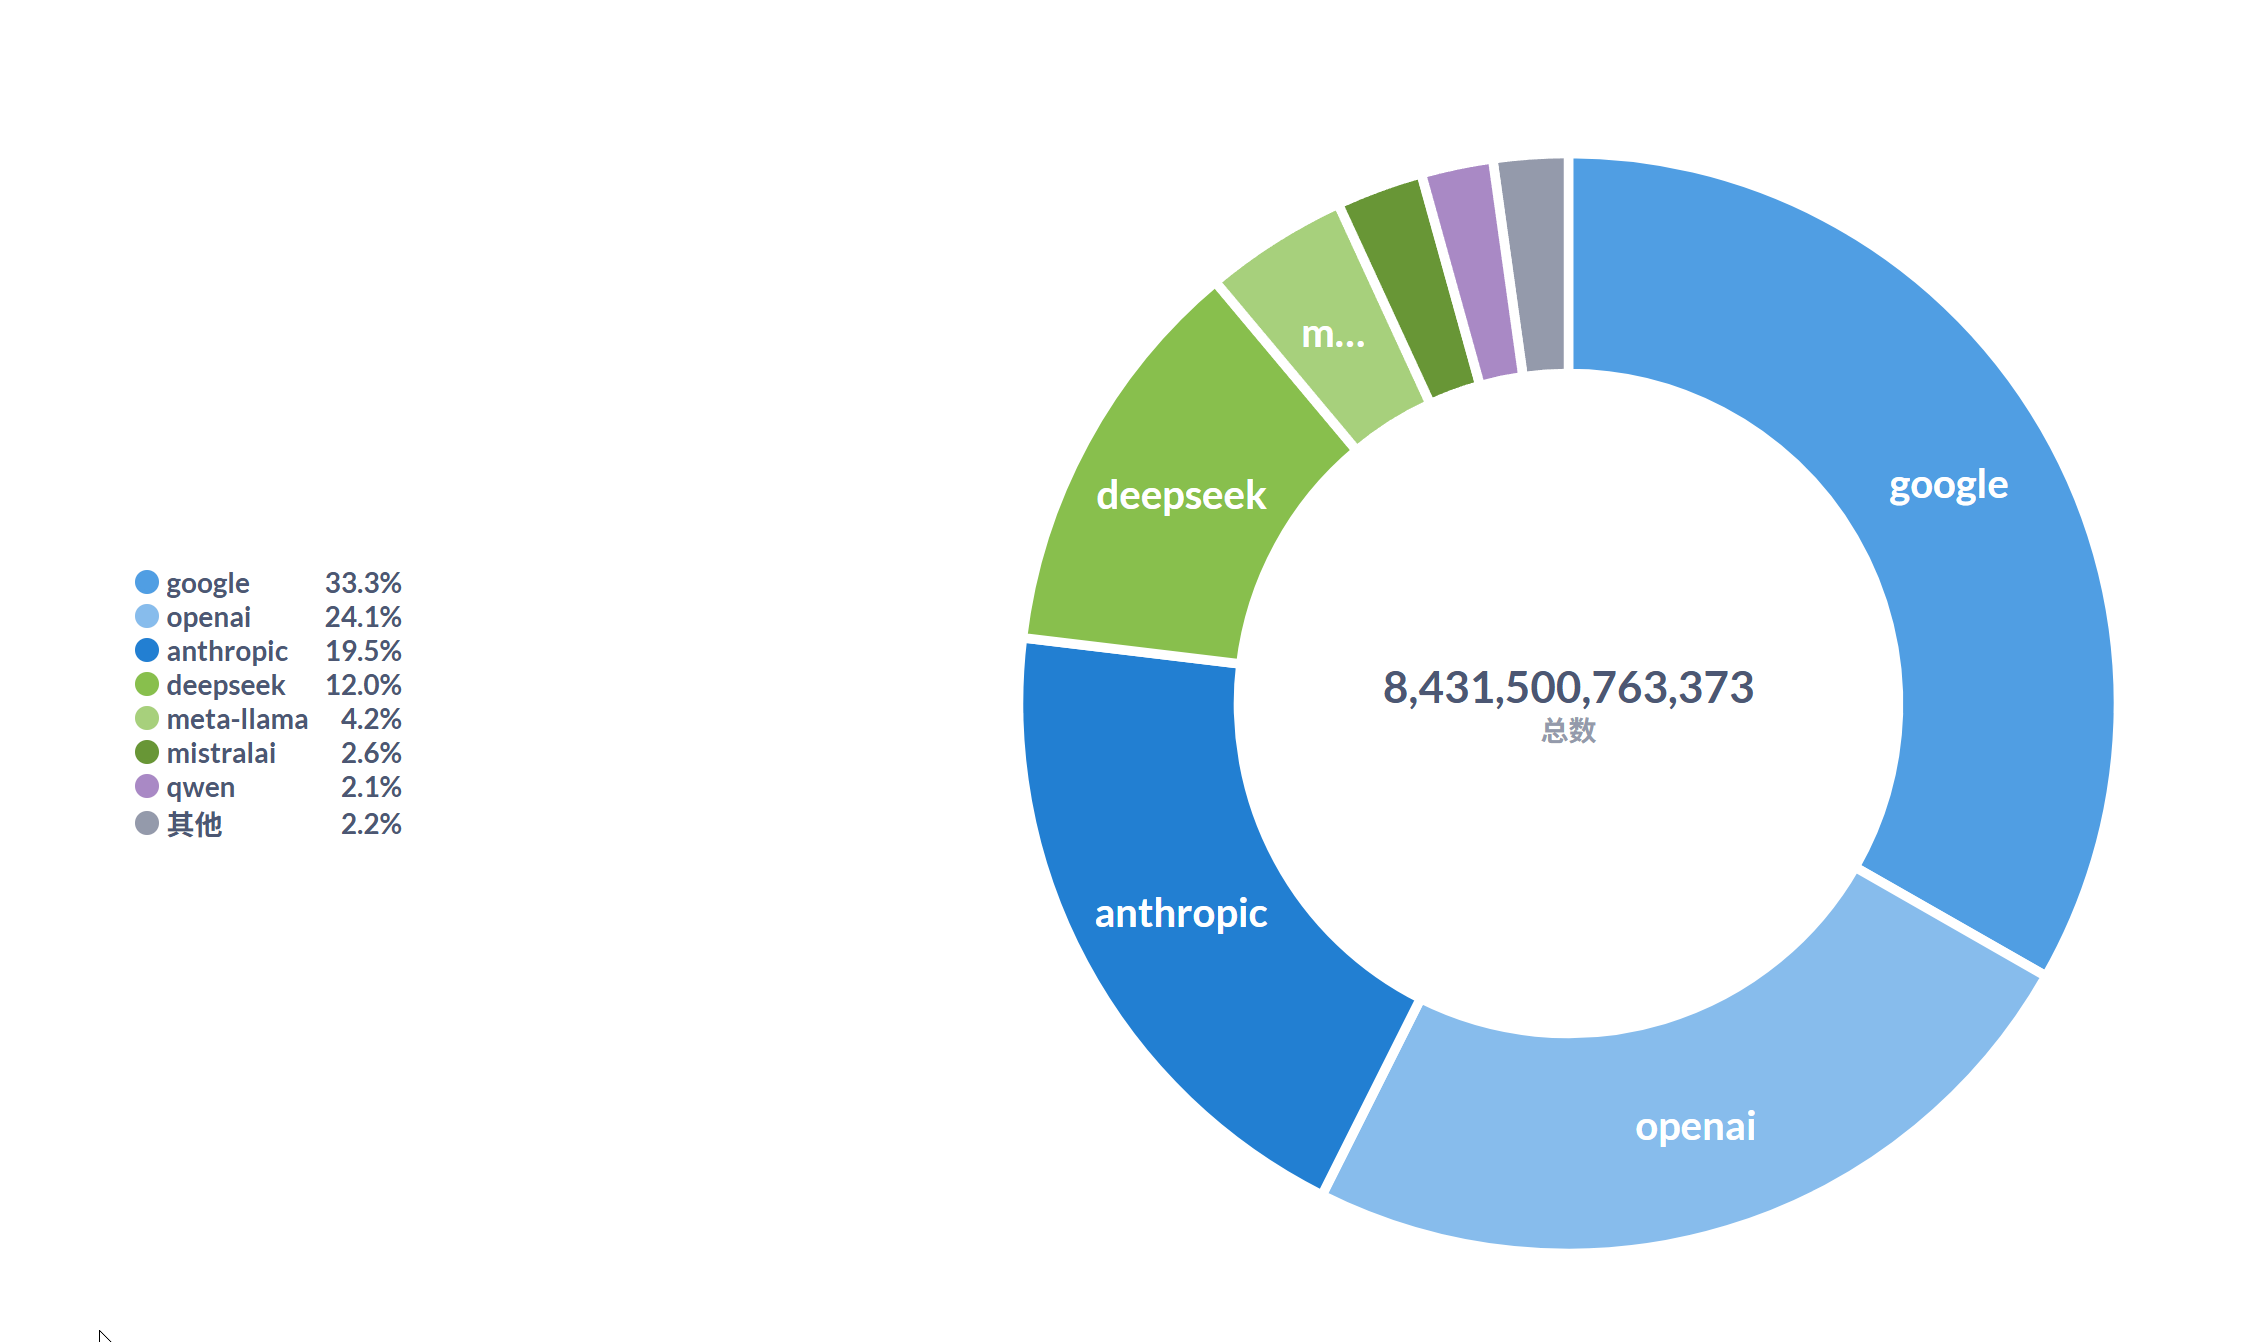 google 33.3%
openai 24.1%
anthropic 19.5%
deepseek 12.0%
meta-llama 4.2%
mistralai 2.6%
qwen 2.1%
其他 2.2%
m...
deepseek
google
8,431,500,763,373
总数
anthropic
openai